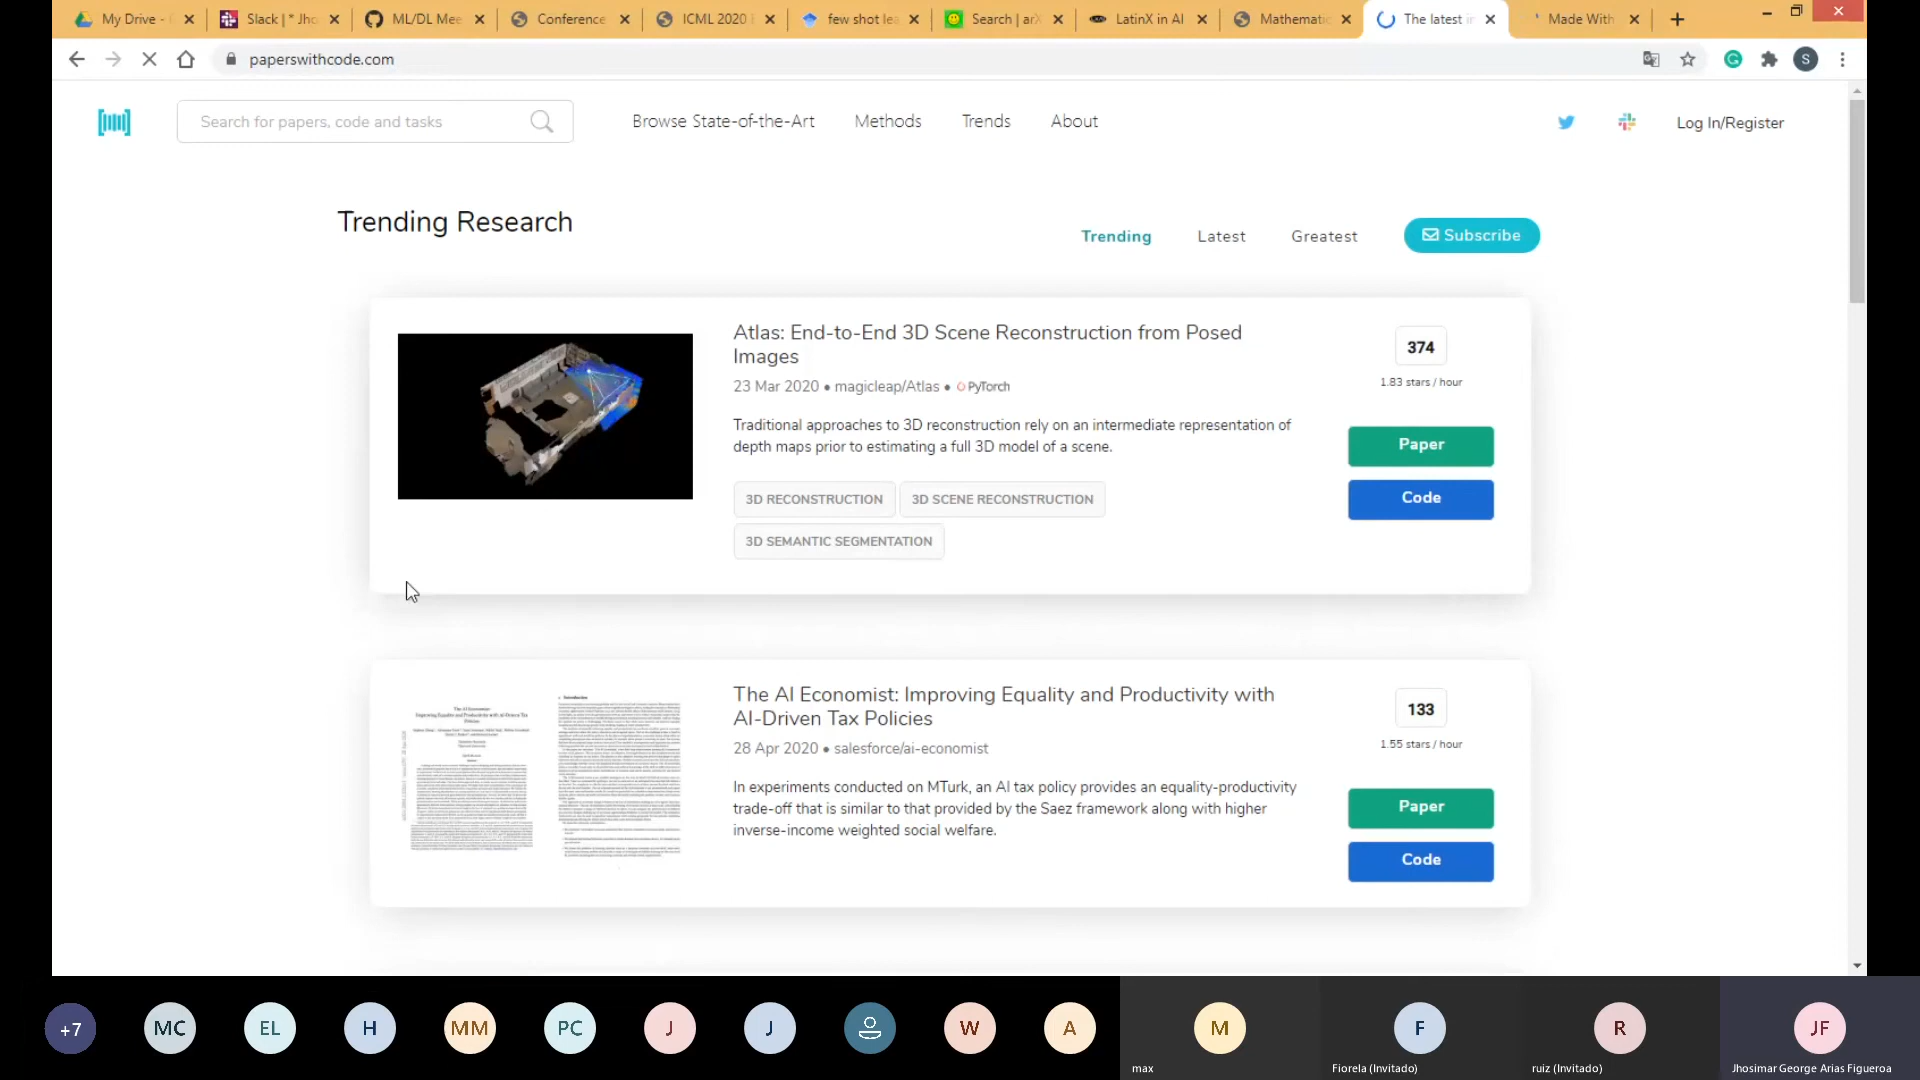 My Drive -
Slack | * Jho
ML/DL Mee
Conference
ICML 2020
few shot lea
Search | arX
LatinX in AI
Mathematic
The latest in
Made With
paperswithcode.com
G
S
Search for papers, code and tasks
Browse State-of-the-Art
Methods
Trends
About
Log In/Register
Trending Research
Trending
Latest
Greatest
Subscribe
Atlas: End-to-End 3D Scene Reconstruction from Posed
Images
23 Mar 2020 • magicleap/Atlas • PyTorch
Traditional approaches to 3D reconstruction rely on an intermediate representation of
depth maps prior to estimating a full 3D model of a scene.
3D RECONSTRUCTION
3D SCENE RECONSTRUCTION
3D SEMANTIC SEGMENTATION
374
1.83 stars / hour
Paper
Code
The AI Economist: Improving Equality and Productivity with
AI-Driven Tax Policies
28 Apr 2020 • salesforce/ai-economist
In experiments conducted on MTurk, an AI tax policy provides an equality-productivity
trade-off that is similar to that provided by the Saez framework along with higher
inverse-income weighted social welfare.
133
1.55 stars / hour
Paper
Code
+7
MC
EL
H
MM
PC
J
J
W
A
M
max
F
Fiorela (Invitado)
R
ruiz (Invitado)
JF
Jhosimar George Arias Figueroa